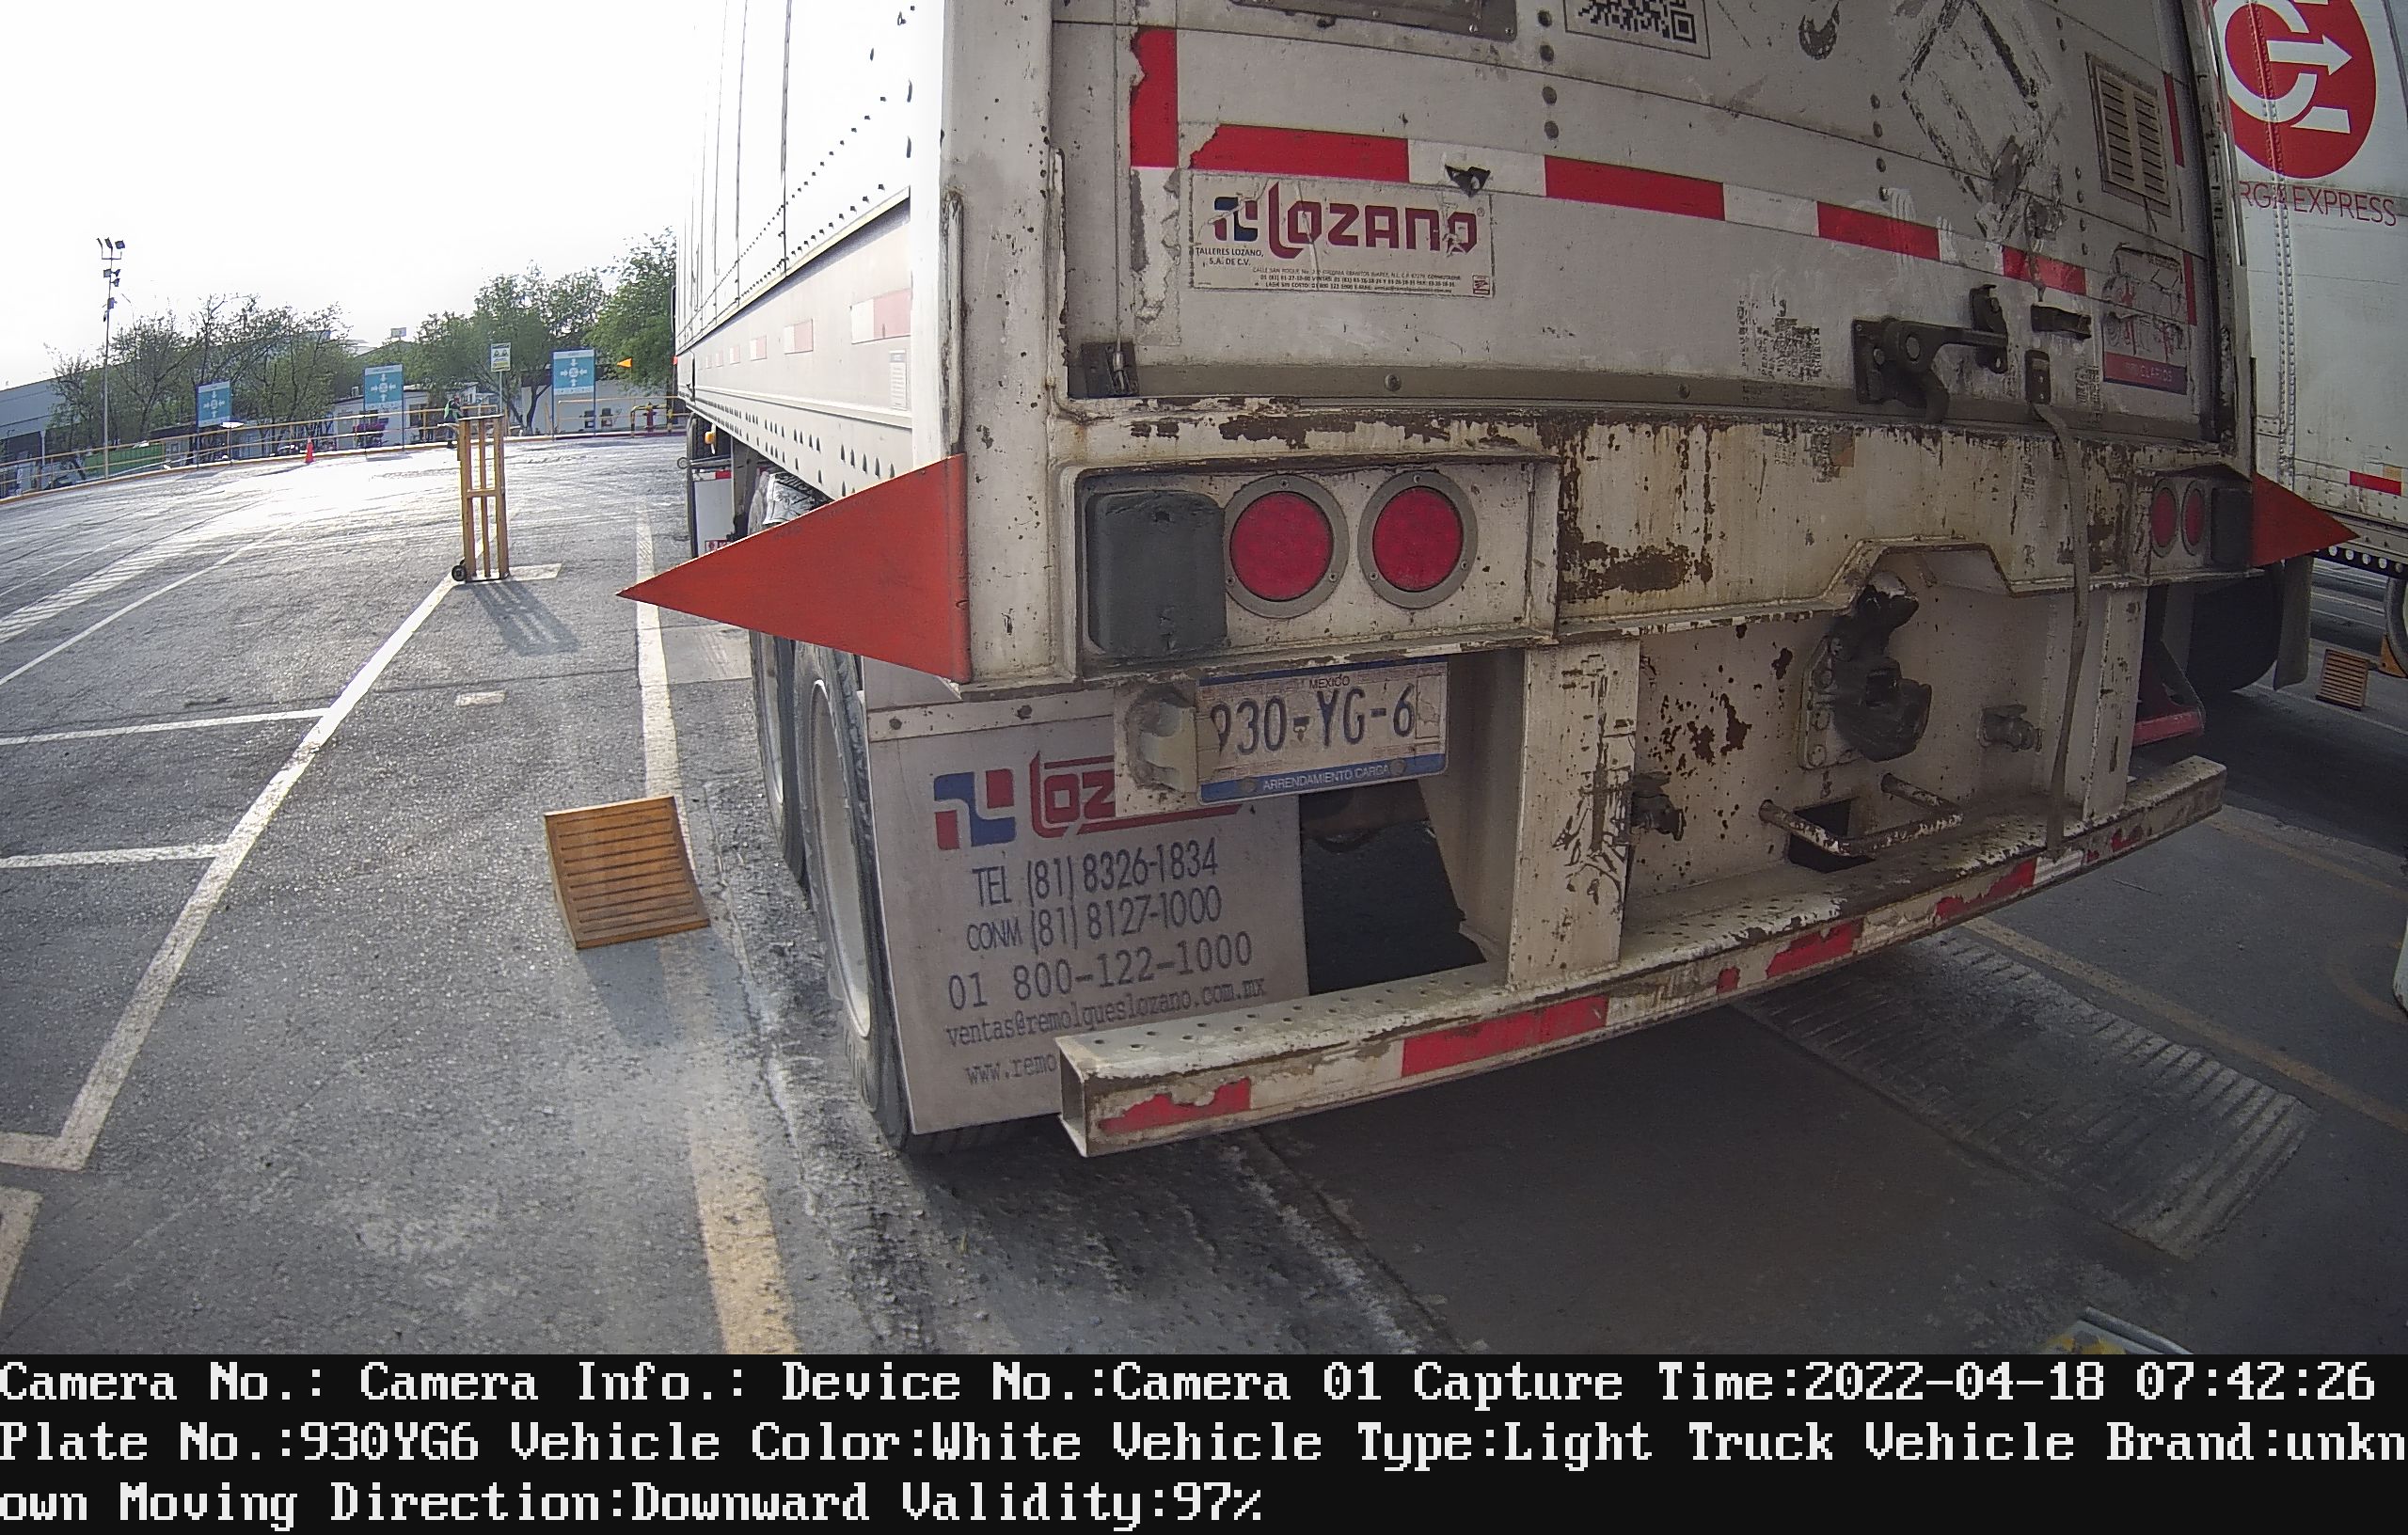 RGA EXPRESS
LOZANO
TALLERES LOZANO,
S.A. DE C.V.
MEXICO
930-YG-6
ARRENDAMIENTO CARGA
LOZ
TEL (81) 8326-1834
CONM (81) 8127-1000
01 800-122-1000
ventas@remolqueslozano.com.mx
www.remo
Camera No.: Camera Info.: Device No.:Camera 01 Capture Time:2022-04-18 07:42:26
Plate No.:930YG6 Vehicle Color:White Vehicle Type:Light Truck Vehicle Brand:unkn
own Moving Direction:Downward Validity:97%